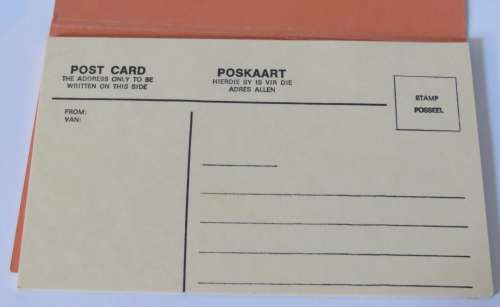 POST CARD
THE ADDRESS ONLY TO BE
WRITTEN ON THIS SIDE
POSKAART
HIERDIE SY IS VIR DIE
ADRES ALLEN
STAMP
POSSEEL
FROM:
VAN: